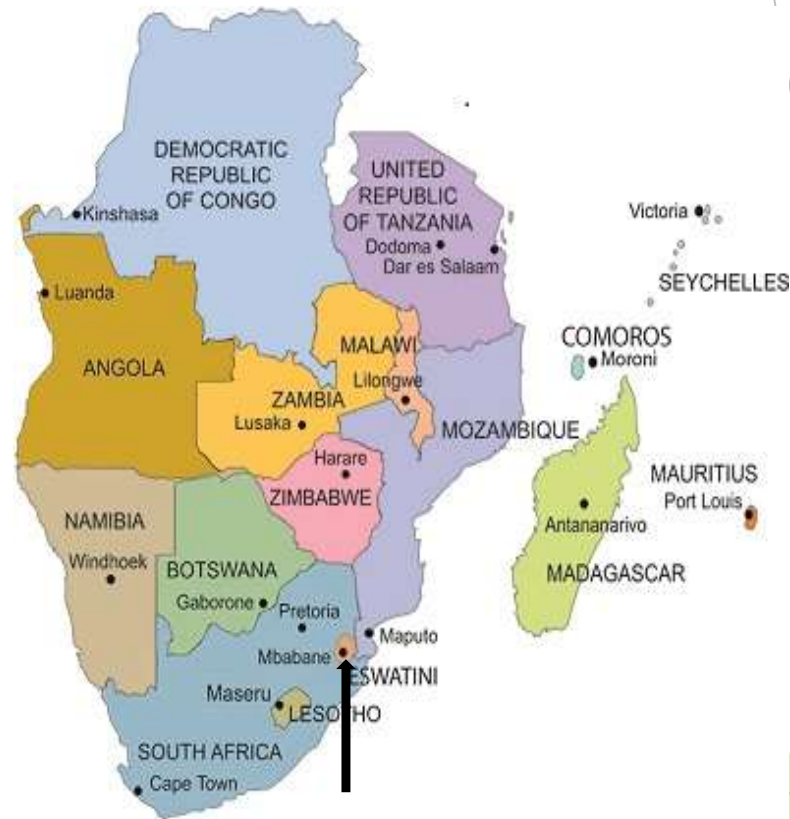 DEMOCRATIC
REPUBLIC
OF CONGO
Kinshasa
UNITED
REPUBLIC
OF TANZANIA
Dodoma
Dar es Salaam
Victoria
SEYCHELLES
Luanda
ANGOLA
MALAWI
Lilongwe
ZAMBIA
Lusaka
COMOROS
Moroni
MOZAMBIQUE
Harare
ZIMBABWE
MAURITIUS
Port Louis
NAMIBIA
Windhoek
Antananarivo
MADAGASCAR
BOTSWANA
Gaborone
Pretoria
Maputo
Mbabane
ESWATINI
Maseru
LESOTHO
SOUTH AFRICA
Cape Town